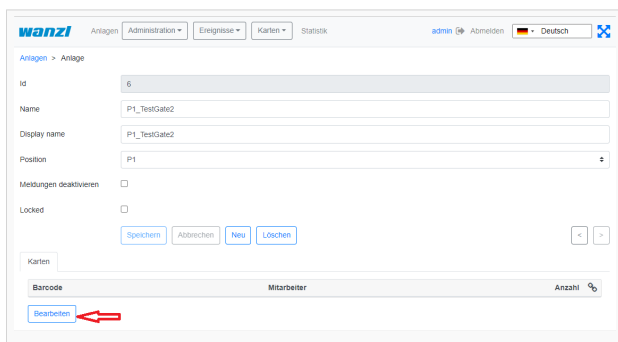 wanzl Anlagen Administration Ereignisse Karten Statistik admin Abmelden Deutsch
Anlagen > Anlage
Id 6
Name P1_TestGate2
Display name P1_TestGate2
Position P1
Meldungen deaktivieren
Locked
Speichern Abbrechen Neu Löschen < >
Karten
Barcode Mitarbeiter Anzahl
Bearbeiten